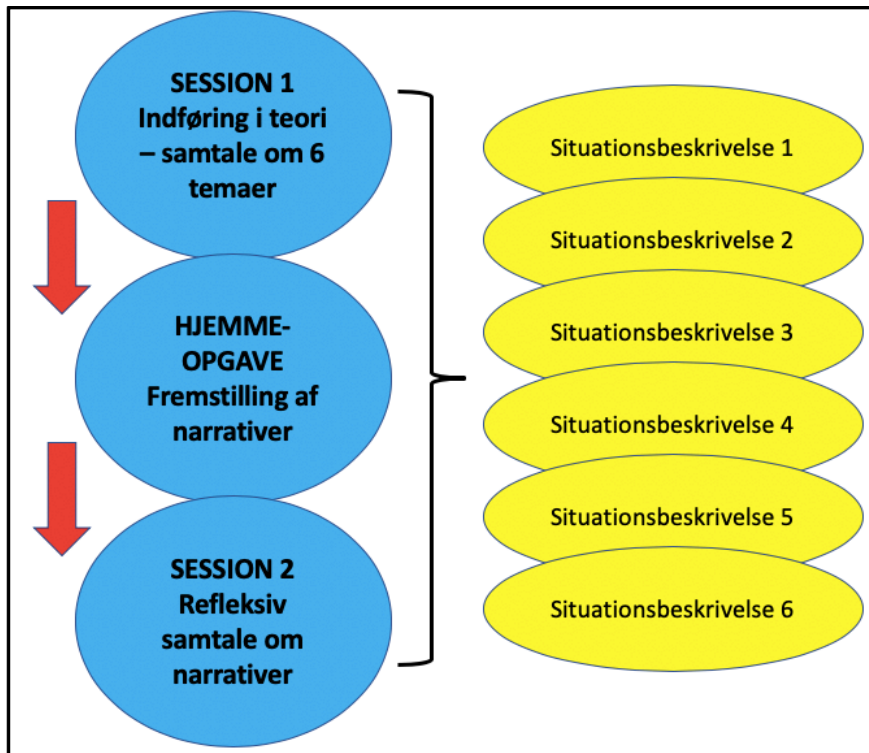 SESSION 1
Indføring i teori
– samtale om 6
temaer
HJEMME-
OPGAVE
Fremstilling af
narrativer
SESSION 2
Refleksiv
samtale om
narrativer
Situationsbeskrivelse 1
Situationsbeskrivelse 2
Situationsbeskrivelse 3
Situationsbeskrivelse 4
Situationsbeskrivelse 5
Situationsbeskrivelse 6